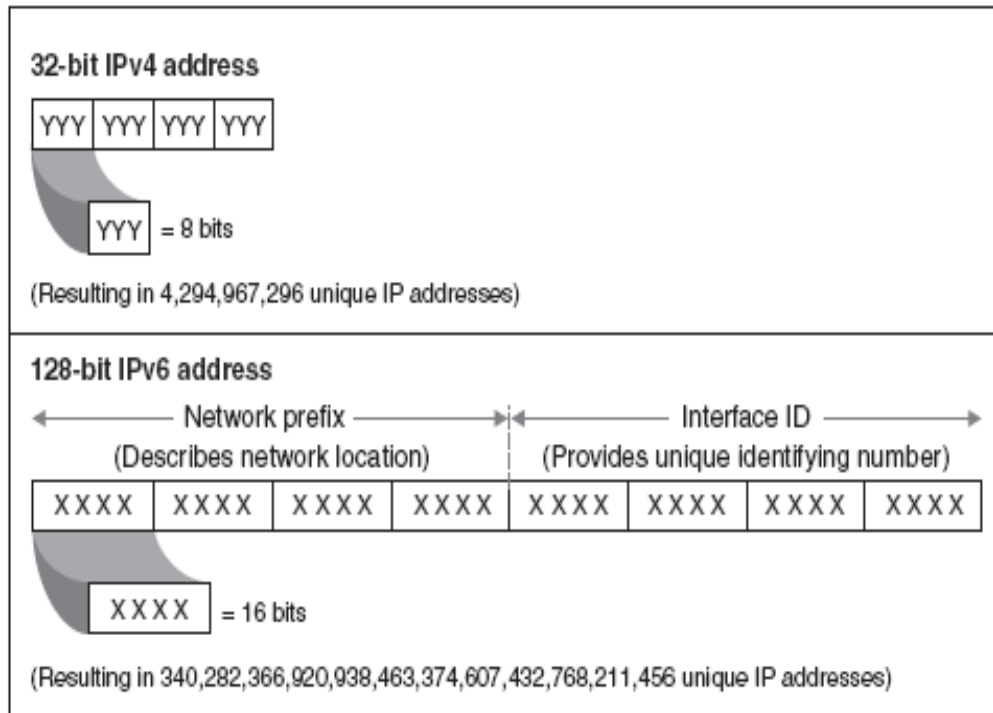 32-bit IPv4 address
YYY YYY YYY YYY
YYY = 8 bits
(Resulting in 4,294,967,296 unique IP addresses)
128-bit IPv6 address
Network prefix Interface ID
(Describes network location) (Provides unique identifying number)
XXXX XXXX XXXX XXXX XXXX XXXX XXXX XXXX
XXXX = 16 bits
(Resulting in 340,282,366,920,938,463,374,607,432,768,211,456 unique IP addresses)